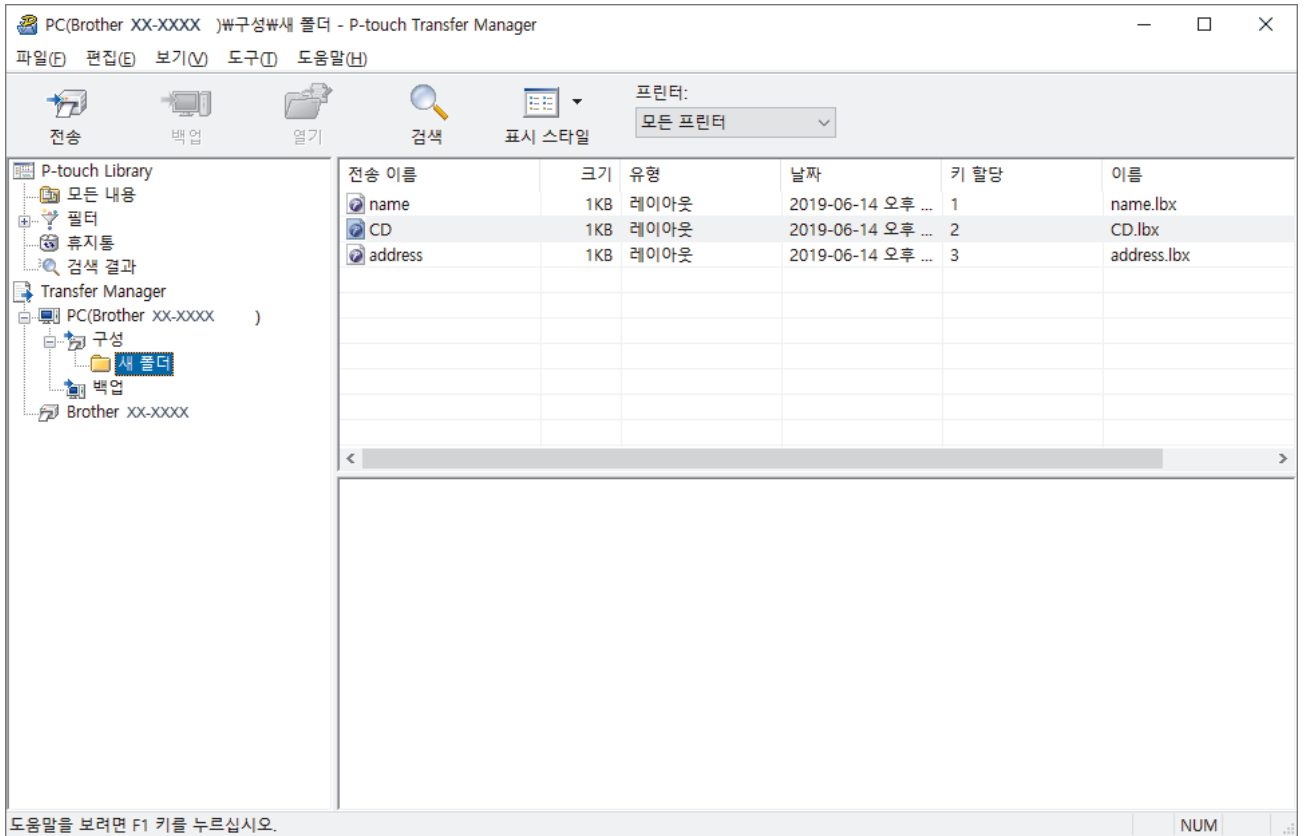 PC(Brother XX-XXXX )₩구성₩새 폴더 - P-touch Transfer Manager
파일(F) 편집(E) 보기(V) 도구(T) 도움말(H)
전송 백업 열기 검색 표시 스타일
프린터:
모든 프린터
P-touch Library
모든 내용
필터
휴지통
검색 결과
Transfer Manager
PC(Brother XX-XXXX )
구성
새 폴더
백업
Brother XX-XXXX
전송 이름 크기 유형 날짜 키 할당 이름
name 1KB 레이아웃 2019-06-14 오후 ... 1 name.lbx
CD 1KB 레이아웃 2019-06-14 오후 ... 2 CD.lbx
address 1KB 레이아웃 2019-06-14 오후 ... 3 address.lbx
도움말을 보려면 F1 키를 누르십시오. NUM